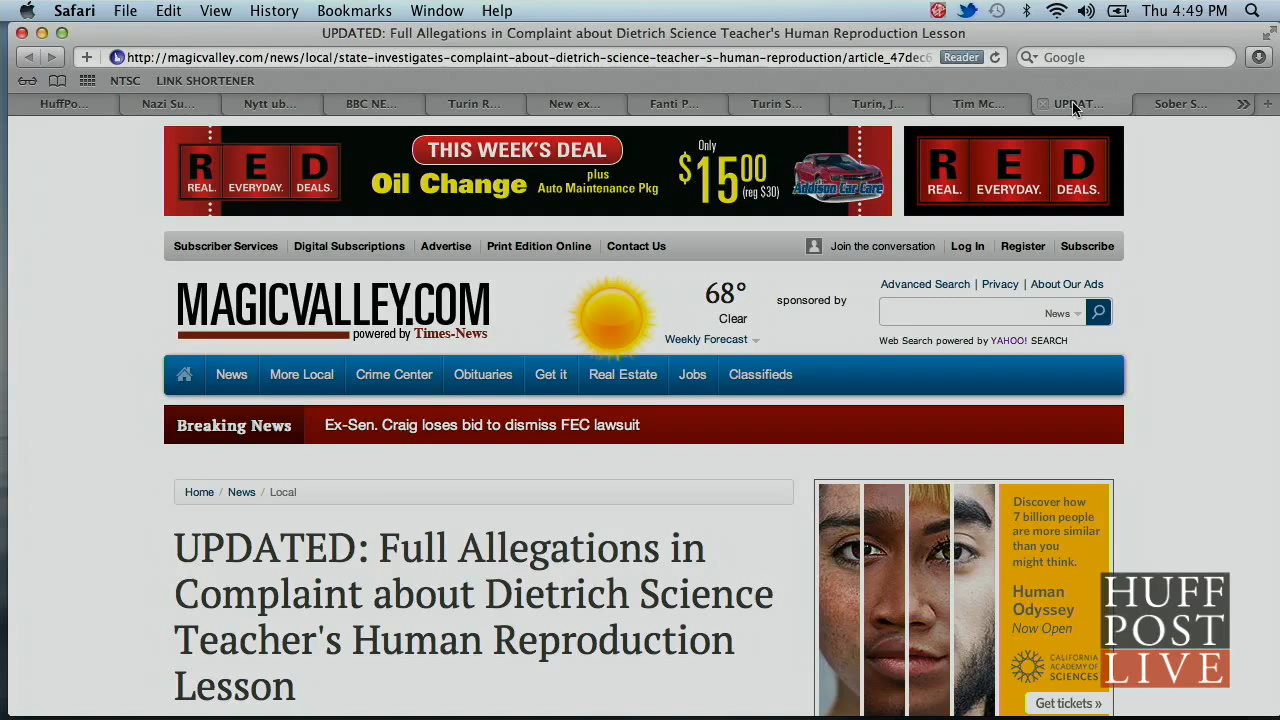 Safari File Edit View History Bookmarks Window Help Thu 4:49 PM
UPDATED: Full Allegations in Complaint about Dietrich Science Teacher's Human Reproduction Lesson
http://magicvalley.com/news/local/state-investigates-complaint-about-dietrich-science-teacher-s-human-reproduction/article_47dec6 Reader Google
NTSC LINK SHORTENER
HuffPo... Nazi Su... Nytt ub... BBC NE... Turin R... New ex... Fanti P... Turin S... Turin, J... Tim Mc... UPDAT... Sober S...
RED
REAL. EVERYDAY. DEALS.
THIS WEEK'S DEAL
Oil Change plus
Auto Maintenance Pkg
Only
$15.00
(reg $30)
Addison Car Care
RED
REAL. EVERYDAY. DEALS.
Subscriber Services Digital Subscriptions Advertise Print Edition Online Contact Us Join the conversation Log In Register Subscribe
MAGICVALLEY.COM
powered by Times-News
68°
Clear
Weekly Forecast
sponsored by
Advanced Search | Privacy | About Our Ads
News
Web Search powered by YAHOO! SEARCH
News More Local Crime Center Obituaries Get it Real Estate Jobs Classifieds
Breaking News Ex-Sen. Craig loses bid to dismiss FEC lawsuit
Home / News / Local
UPDATED: Full Allegations in
Complaint about Dietrich Science
Teacher's Human Reproduction
Lesson
Discover how
7 billion people
are more similar
than you
might think.
Human
Odyssey
Now Open
CALIFORNIA
ACADEMY OF
SCIENCES
Get tickets »
HUFF
POST
LIVE